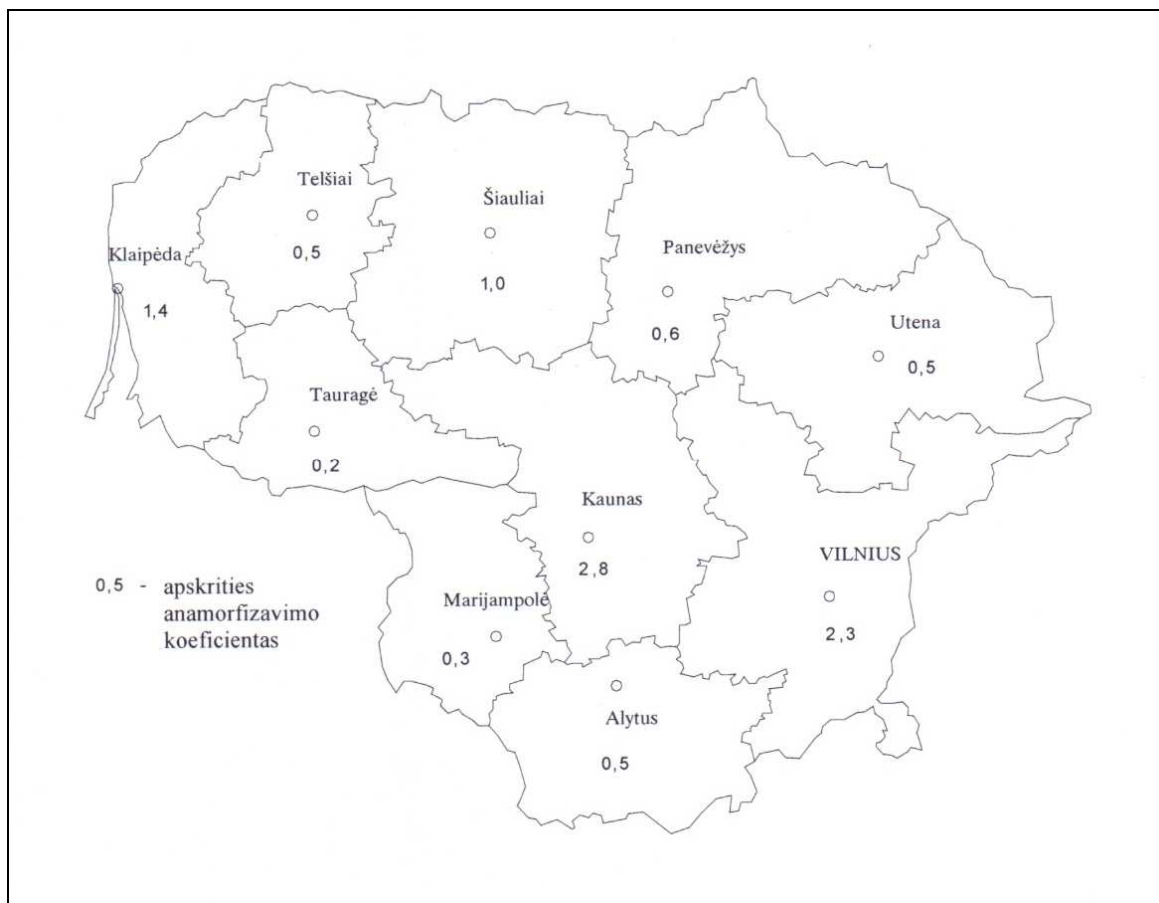 Telšiai
0,5
Šiauliai
1,0
Klaipėda
1,4
Panevėžys
0,6
Utena
0,5
Tauragė
0,2
Kaunas
2,8
VILNIUS
2,3
Marijampolė
0,3
Alytus
0,5
0,5 - apskrities
anamorfizavimo
koeficientas